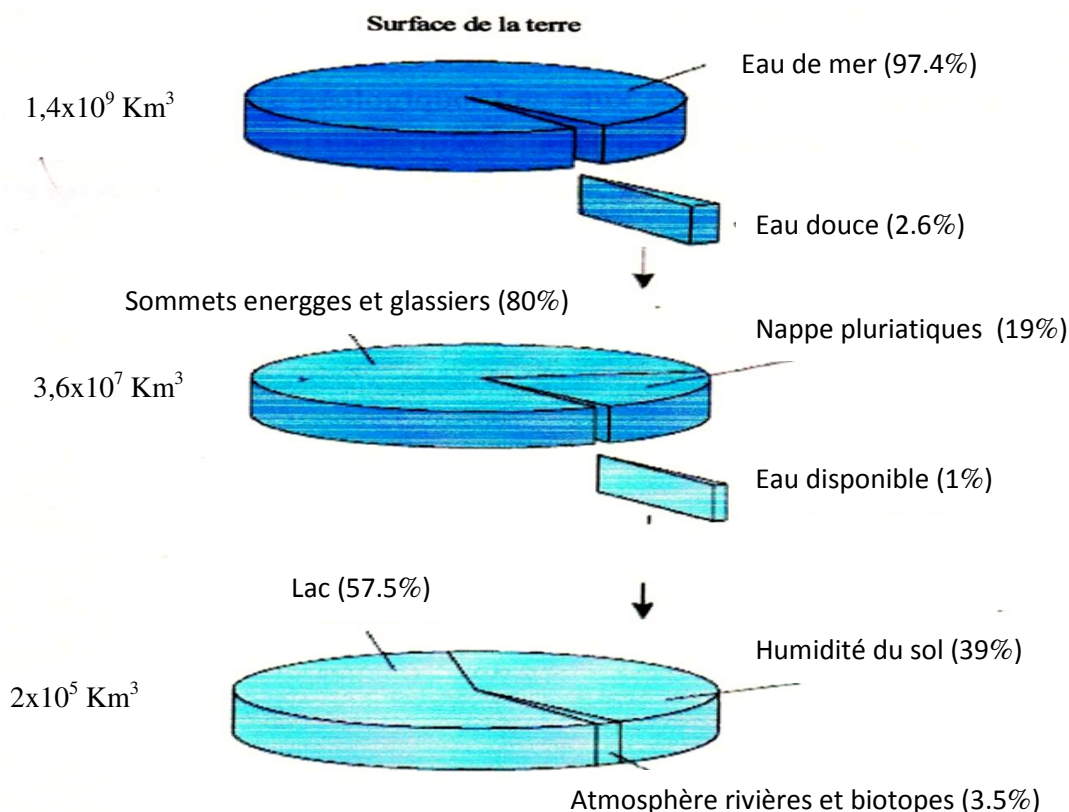 Surface de la terre
Eau de mer (97.4%)
1,4x10⁹ Km³
Eau douce (2.6%)
Sommets energges et glassiers (80%)
Nappe pluriatiques (19%)
3,6x10⁷ Km³
Eau disponible (1%)
Lac (57.5%)
Humidité du sol (39%)
2x10⁵ Km³
Atmosphère rivières et biotopes (3.5%)